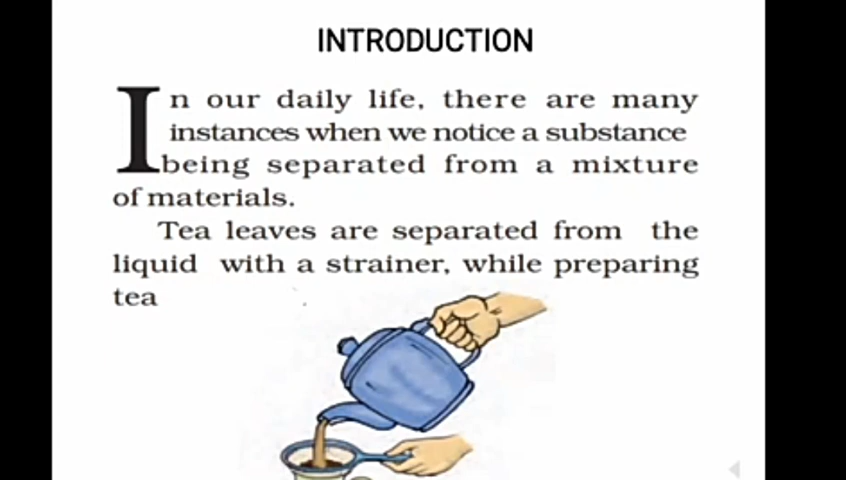 INTRODUCTION
In our daily life, there are many
instances when we notice a substance
being separated from a mixture
of materials.
Tea leaves are separated from the
liquid with a strainer, while preparing
tea